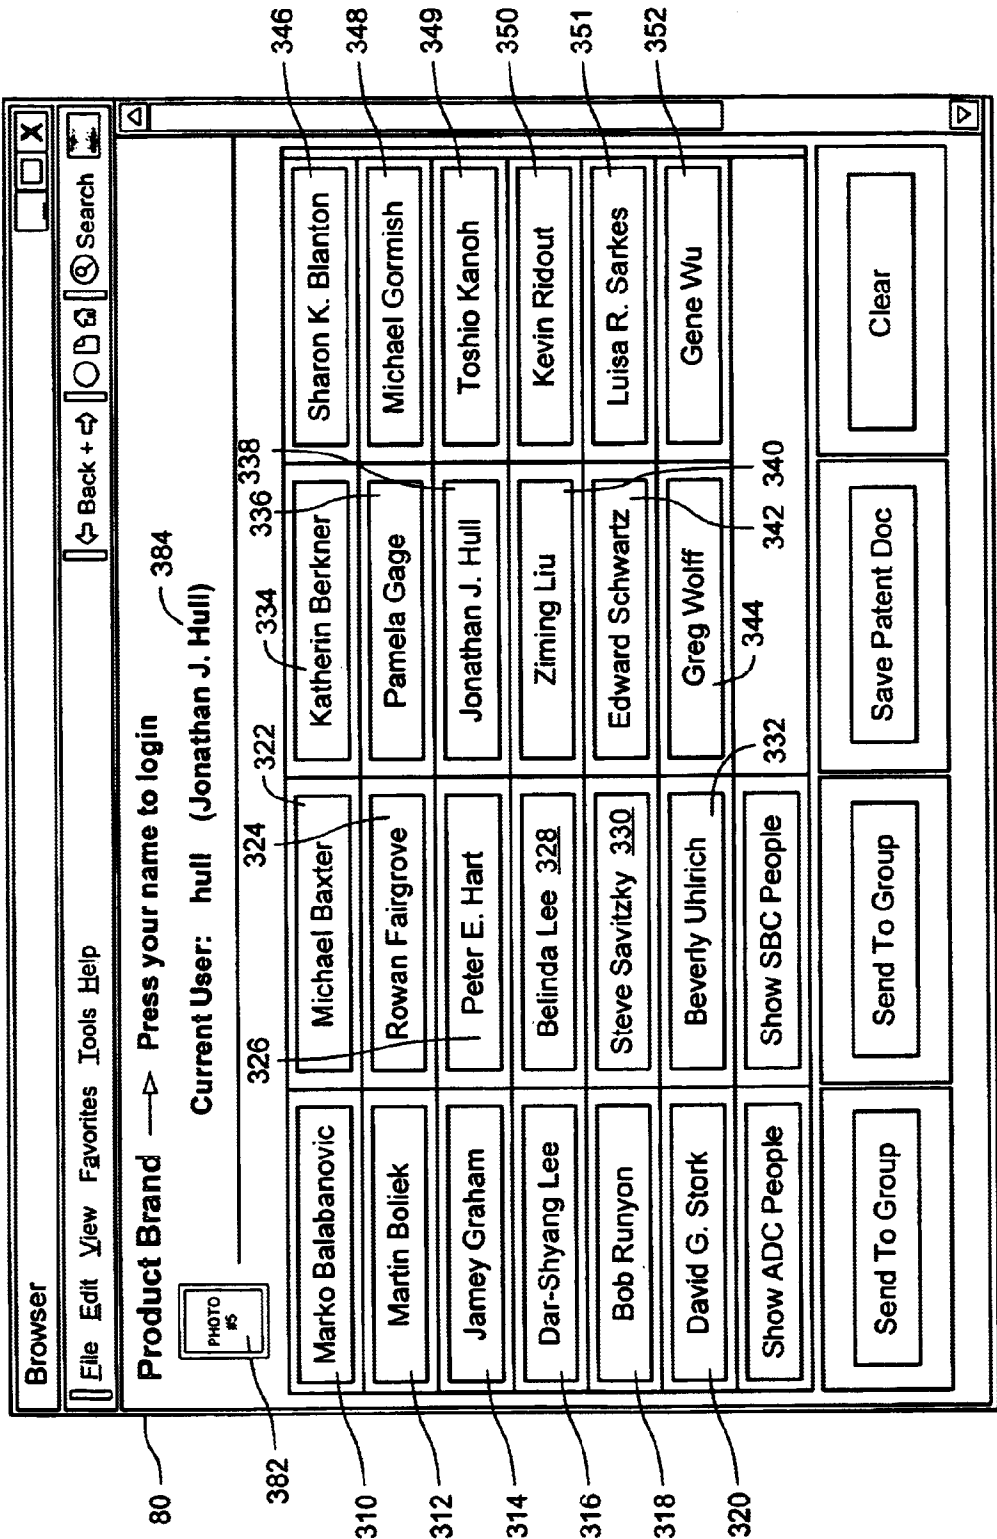 Browser
File Edit View Favorites Tools Help
Back +
Search
Product Brand Press your name to login
PHOTO
#5
Current User: hull (Jonathan J. Hull)
384
80
382
Marko Balabanovic
Michael Baxter
Katherin Berkner
Sharon K. Blanton
310
322
334
346
Martin Boliek
Rowan Fairgrove
Pamela Gage
Michael Gormish
312
324
336
348
Jamey Graham
Peter E. Hart
Jonathan J. Hull
Toshio Kanoh
314
326
338
349
Dar-Shyang Lee
Belinda Lee 328
Ziming Liu
Kevin Ridout
316
340
350
Bob Runyon
Steve Savitzky 330
Edward Schwartz
Luisa R. Sarkes
318
342
351
David G. Stork
Beverly Uhlrich
Greg Wolff
Gene Wu
320
332
344
352
Show ADC People
Show SBC People
Send To Group
Send To Group
Save Patent Doc
Clear